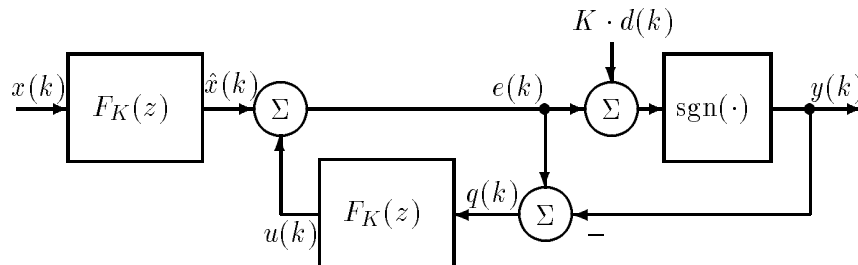 K · d(k)
x(k)
F_K(z)
x̂(k)
Σ
e(k)
Σ
sgn(·)
y(k)
u(k)
F_K(z)
q(k)
Σ
−